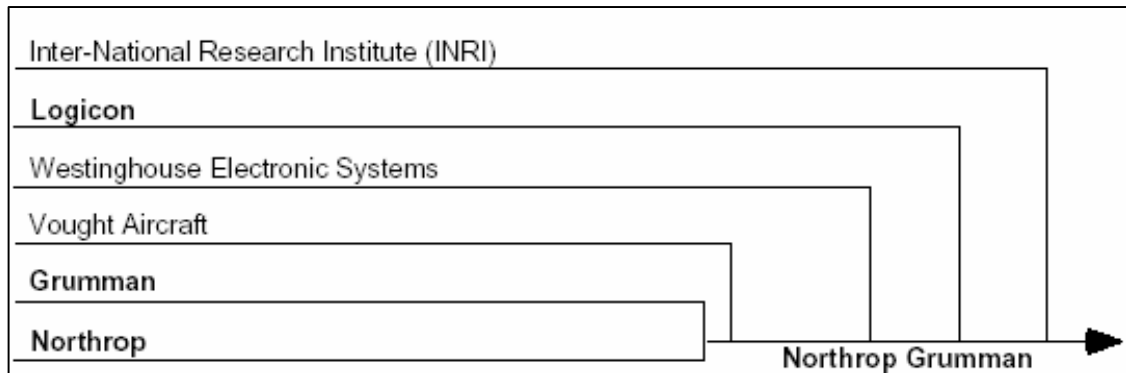 Inter-National Research Institute (INRI)
Logicon
Westinghouse Electronic Systems
Vought Aircraft
Grumman
Northrop
Northrop Grumman